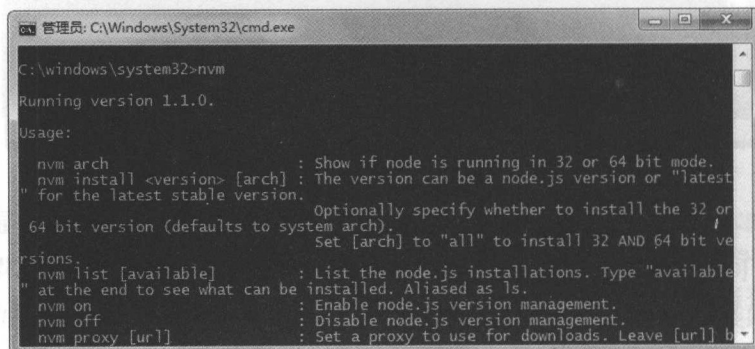 管理员: C:\Windows\System32\cmd.exe
C:\windows\system32>nvm
Running version 1.1.0.
Usage:
nvm arch : Show if node is running in 32 or 64 bit mode.
nvm install <version> [arch] : The version can be a node.js version or "latest
" for the latest stable version.
Optionally specify whether to install the 32 or
64 bit version (defaults to system arch).
Set [arch] to "all" to install 32 AND 64 bit ve
rsions.
nvm list [available] : List the node.js installations. Type "available
" at the end to see what can be installed. Aliased as ls.
nvm on : Enable node.js version management.
nvm off : Disable node.js version management.
nvm proxy [url] : Set a proxy to use for downloads. Leave [url] b